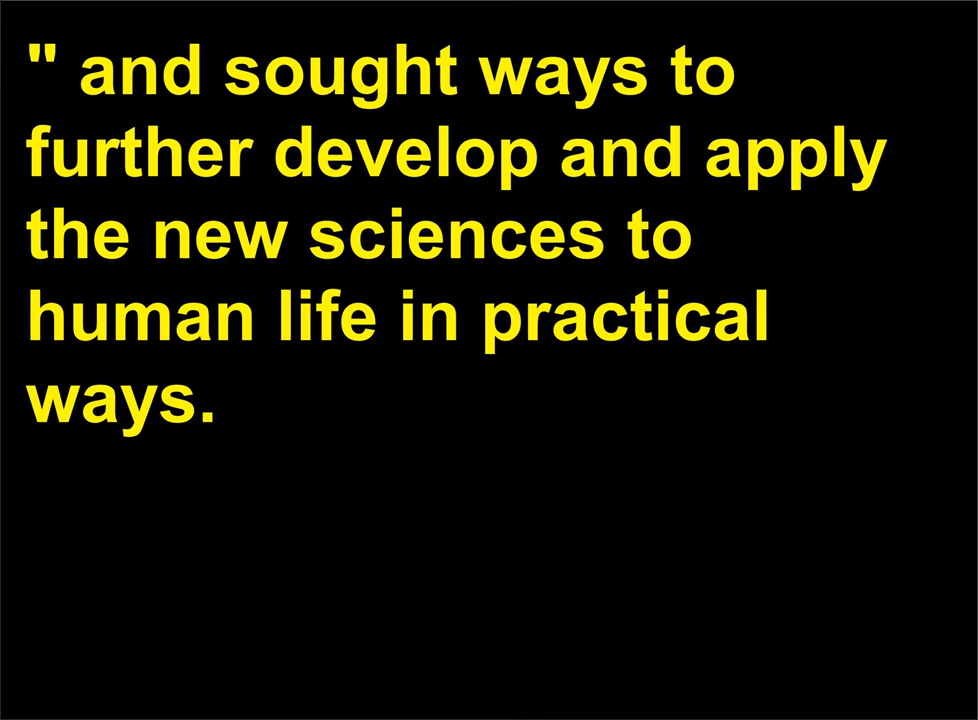 " and sought ways to
further develop and apply
the new sciences to
human life in practical
ways.